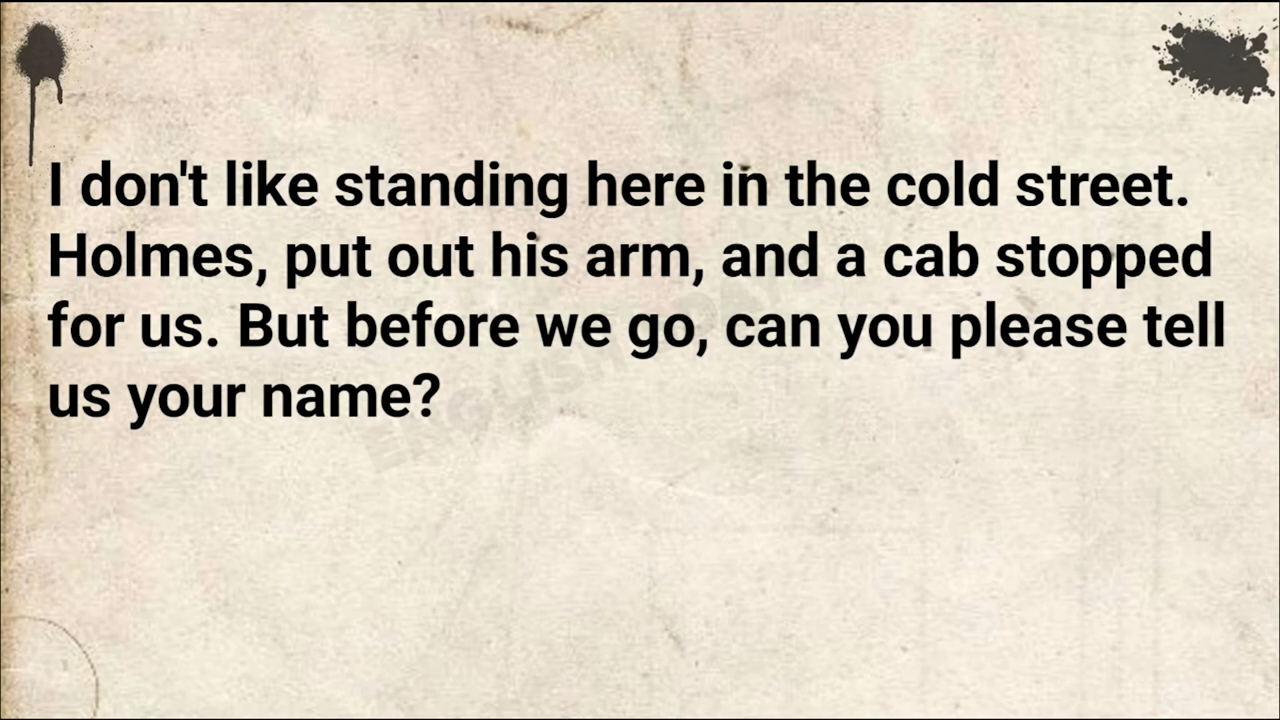 I don't like standing here in the cold street.
Holmes, put out his arm, and a cab stopped
for us. But before we go, can you please tell
us your name?